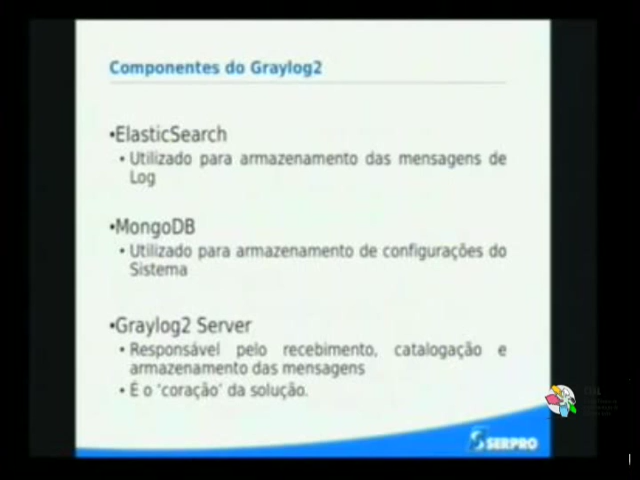 Componentes do Graylog2
•ElasticSearch
• Utilizado para armazenamento das mensagens de
Log
•MongoDB
• Utilizado para armazenamento de configurações do
Sistema
•Graylog2 Server
• Responsável pelo recebimento, catalogação e
armazenamento das mensagens
• É o 'coração' da solução.
SERPRO